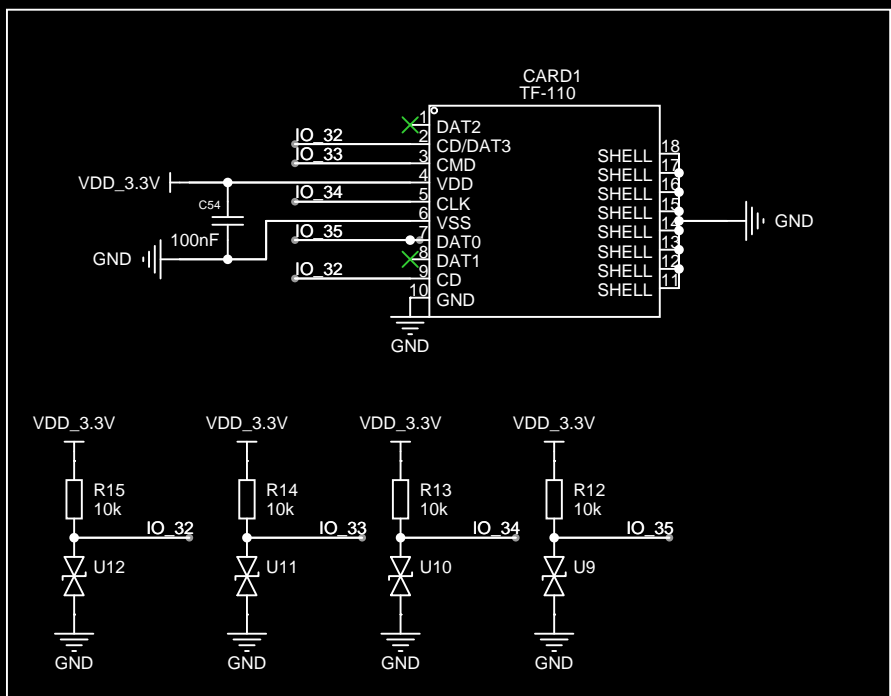 CARD1
TF-110
1 DAT2
IO_32 2 CD/DAT3
IO_33 3 CMD
VDD_3.3V 4 VDD
IO_34 5 CLK
6 VSS
IO_35 7 DAT0
8 DAT1
IO_32 9 CD
10 GND
C54
100nF
GND
GND
SHELL 18
SHELL 17
SHELL 16
SHELL 15
SHELL 14
SHELL 13
SHELL 12
SHELL 11
GND
VDD_3.3V VDD_3.3V VDD_3.3V VDD_3.3V
R15 R14 R13 R12
10k 10k 10k 10k
IO_32 IO_33 IO_34 IO_35
U12 U11 U10 U9
GND GND GND GND